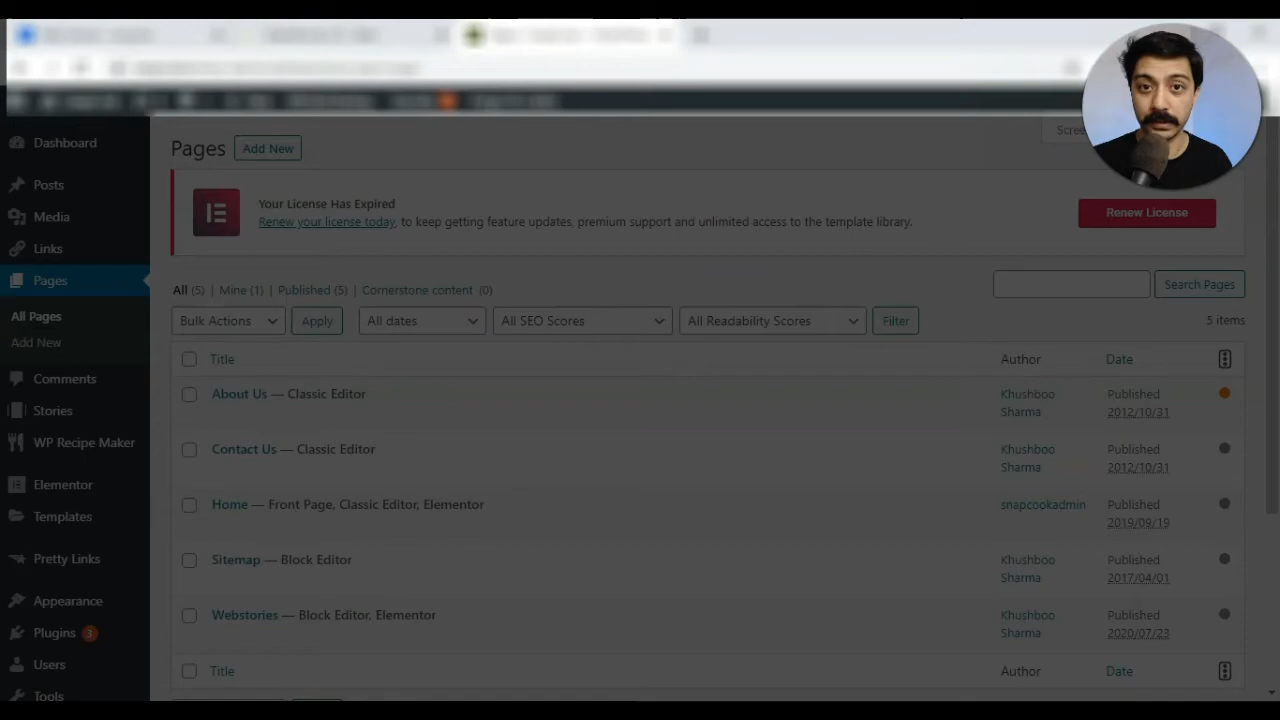 Scree
Dashboard
Posts
Media
Links
Pages
All Pages
Add New
Comments
Stories
WP Recipe Maker
Elementor
Templates
Pretty Links
Appearance
Plugins 3
Users
Tools
Pages Add New
Your License Has Expired
Renew your license today, to keep getting feature updates, premium support and unlimited access to the template library.
Renew License
All (5) | Mine (1) | Published (5) | Cornerstone content (0)
Search Pages
Bulk Actions Apply All dates All SEO Scores All Readability Scores Filter 5 items
Title Author Date
About Us — Classic Editor Khushboo Sharma Published 2012/10/31
Contact Us — Classic Editor Khushboo Sharma Published 2012/10/31
Home — Front Page, Classic Editor, Elementor snapcookadmin Published 2019/09/19
Sitemap — Block Editor Khushboo Sharma Published 2017/04/01
Webstories — Block Editor, Elementor Khushboo Sharma Published 2020/07/23
Title Author Date